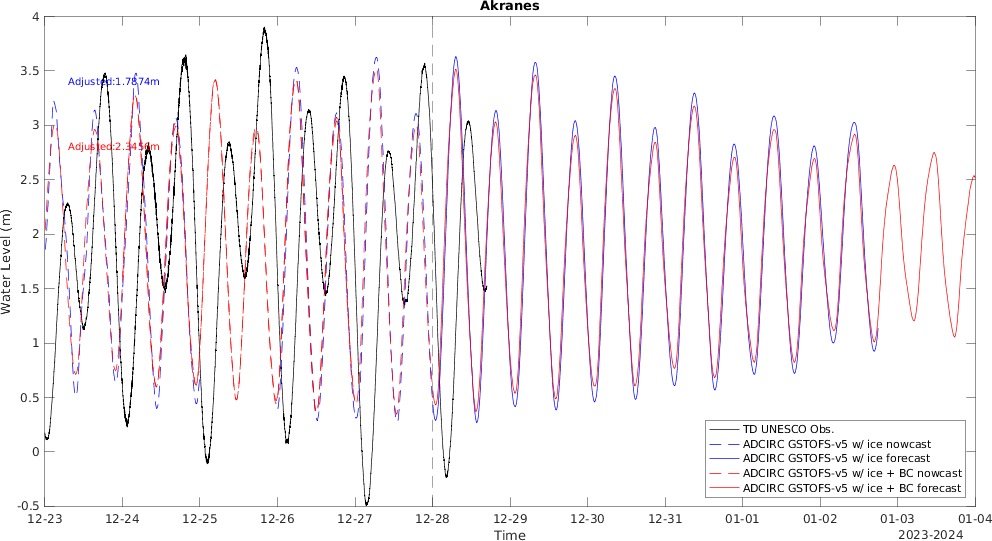 Akranes
4
3.5
3
2.5
2
1.5
1
0.5
0
-0.5
Water Level (m)
Adjusted:1.7874m
Adjusted:2.3456m
TD UNESCO Obs.
ADCIRC GSTOFS-v5 w/ ice nowcast
ADCIRC GSTOFS-v5 w/ ice forecast
ADCIRC GSTOFS-v5 w/ ice + BC nowcast
ADCIRC GSTOFS-v5 w/ ice + BC forecast
12-23 12-24 12-25 12-26 12-27 12-28 12-29 12-30 12-31 01-01 01-02 01-03 01-04
Time
2023-2024